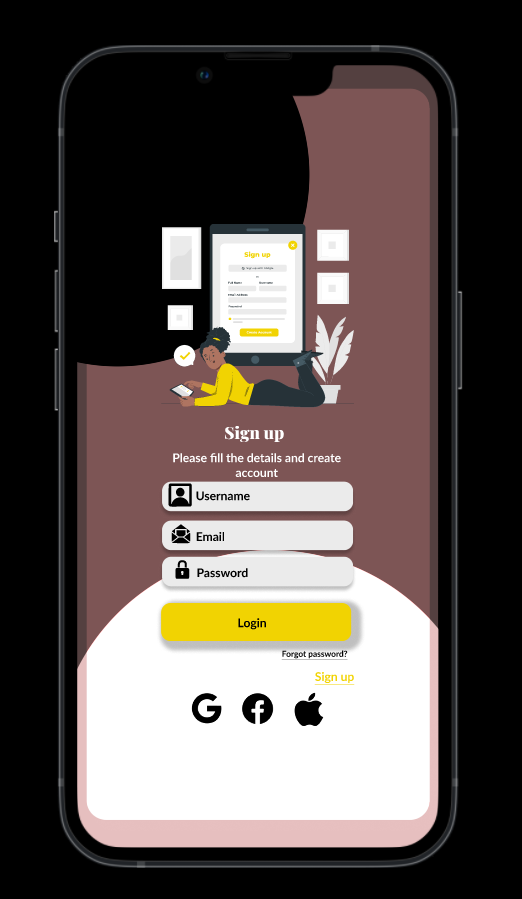 Sign up
Full Name
Username
Email Address
Password
Create Account
Sign up
Please fill the details and create
account
Username
Email
Password
Login
Forgot password?
Sign up